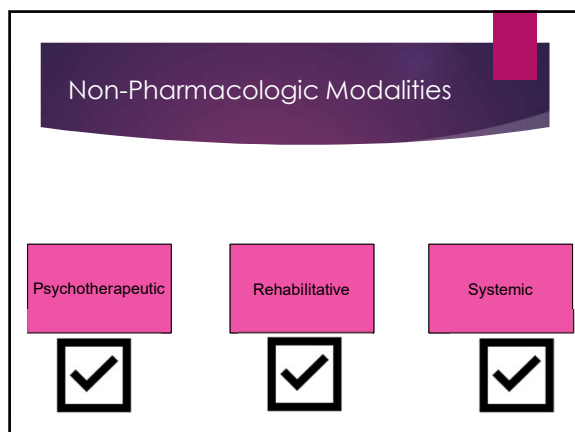 Non-Pharmacologic Modalities
Psychotherapeutic
Rehabilitative
Systemic